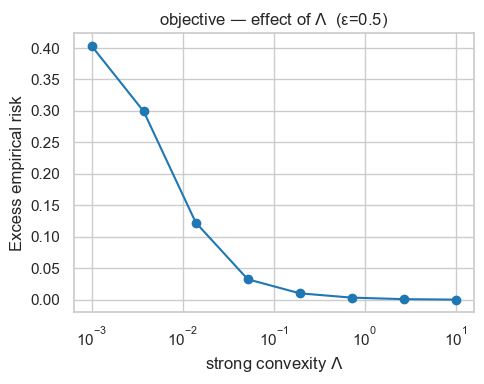 objective — effect of Λ (ε=0.5)
Excess empirical risk
0.40
0.35
0.30
0.25
0.20
0.15
0.10
0.05
0.00
10⁻³ 10⁻² 10⁻¹ 10⁰ 10¹
strong convexity Λ